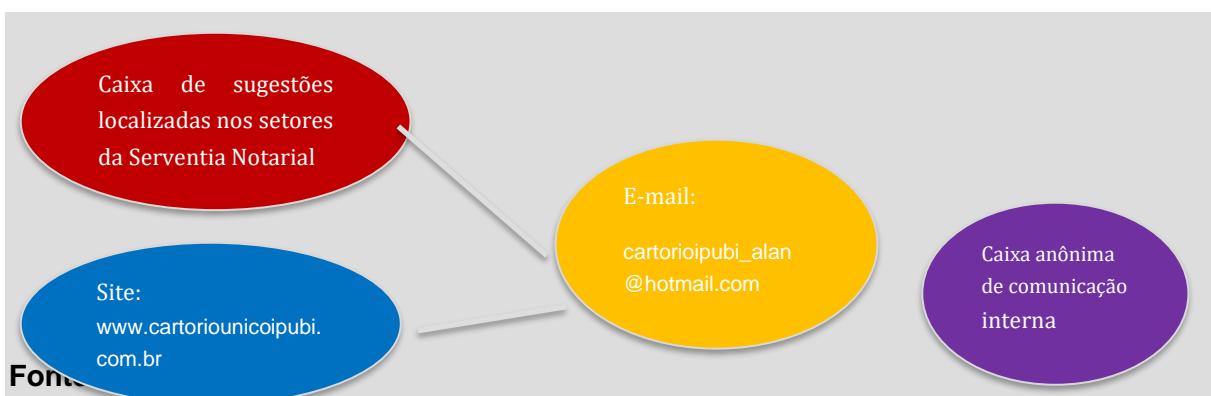 Caixa de sugestões
localizadas nos setores
da Serventia Notarial
E-mail:
cartorioipubi_alan
@hotmail.com
Caixa anônima
de comunicação
interna
Site:
www.cartoriounicoipubi.
com.br